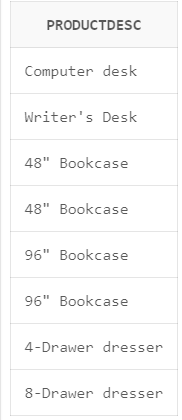 PRODUCTDESC
Computer desk
Writer's Desk
48" Bookcase
48" Bookcase
96" Bookcase
96" Bookcase
4-Drawer dresser
8-Drawer dresser